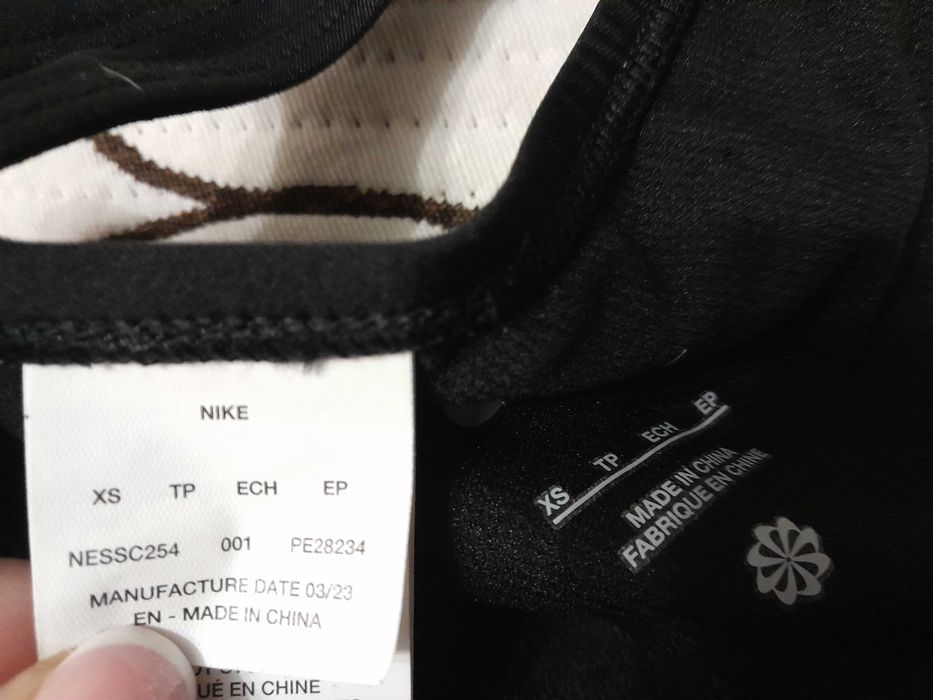 NIKE
XS TP ECH EP
NESSC254 001 PE28234
MANUFACTURE DATE 03/23
EN - MADE IN CHINA
UÉ EN CHINE
XS TP ECH EP
MADE IN CHINA
FABRIQUE EN CHINE